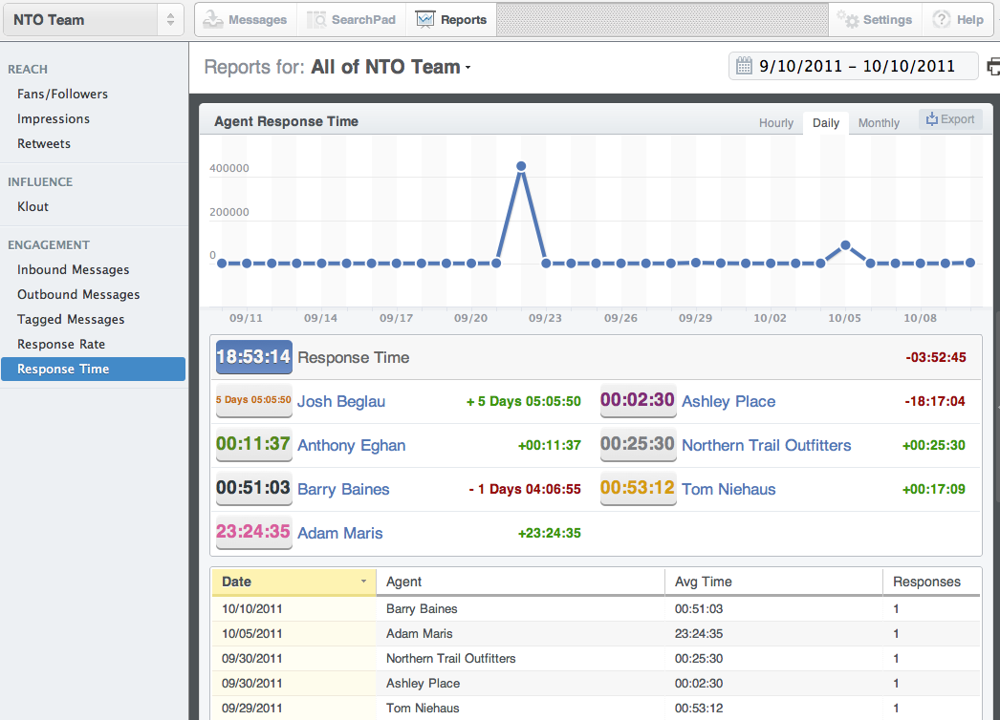 NTO Team Messages SearchPad Reports Settings Help
Reports for: All of NTO Team 9/10/2011 – 10/10/2011
REACH
Fans/Followers
Impressions
Retweets
INFLUENCE
Klout
ENGAGEMENT
Inbound Messages
Outbound Messages
Tagged Messages
Response Rate
Response Time
Agent Response Time Hourly Daily Monthly Export
400000
200000
0
09/11 09/14 09/17 09/20 09/23 09/26 09/29 10/02 10/05 10/08
18:53:14 Response Time -03:52:45
5 Days 05:05:50 Josh Beglau + 5 Days 05:05:50 00:02:30 Ashley Place -18:17:04
00:11:37 Anthony Eghan +00:11:37 00:25:30 Northern Trail Outfitters +00:25:30
00:51:03 Barry Baines - 1 Days 04:06:55 00:53:12 Tom Niehaus +00:17:09
23:24:35 Adam Maris +23:24:35
Date Agent Avg Time Responses
10/10/2011 Barry Baines 00:51:03 1
10/05/2011 Adam Maris 23:24:35 1
09/30/2011 Northern Trail Outfitters 00:25:30 1
09/30/2011 Ashley Place 00:02:30 1
09/29/2011 Tom Niehaus 00:53:12 1